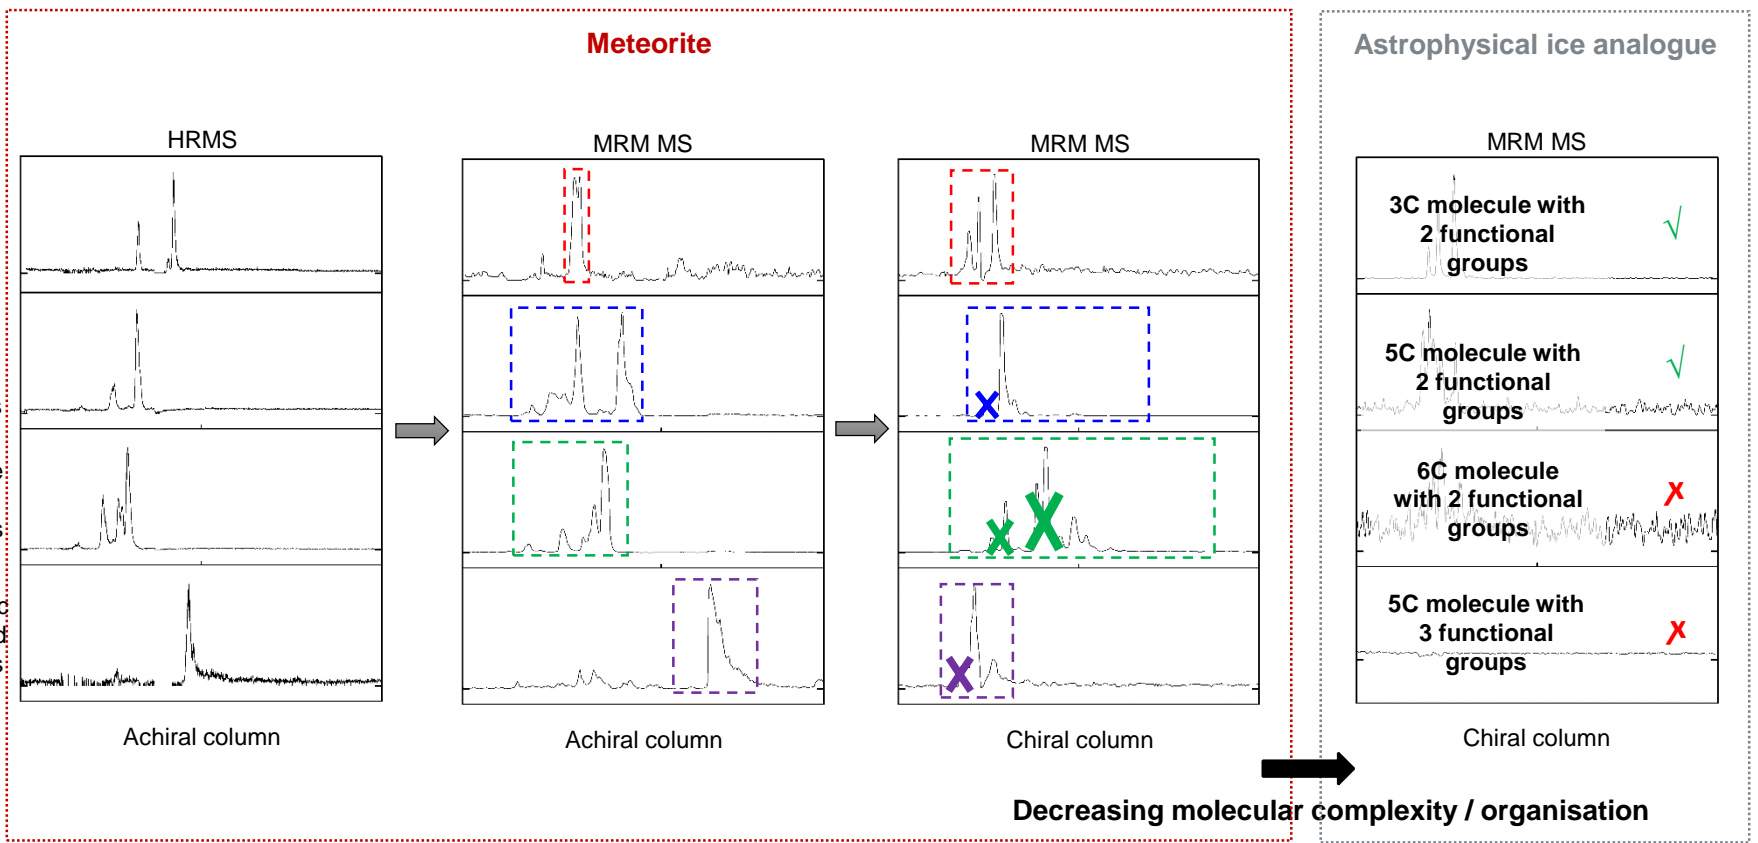 Meteorite
Astrophysical ice analogue
HRMS
MRM MS
MRM MS
MRM MS
3C molecule with
2 functional
groups
√
5C molecule with
2 functional
groups
√
6C molecule
with 2 functional
groups
X
5C molecule with
3 functional
groups
X
Achiral column
Achiral column
Chiral column
Chiral column
Decreasing molecular complexity / organisation